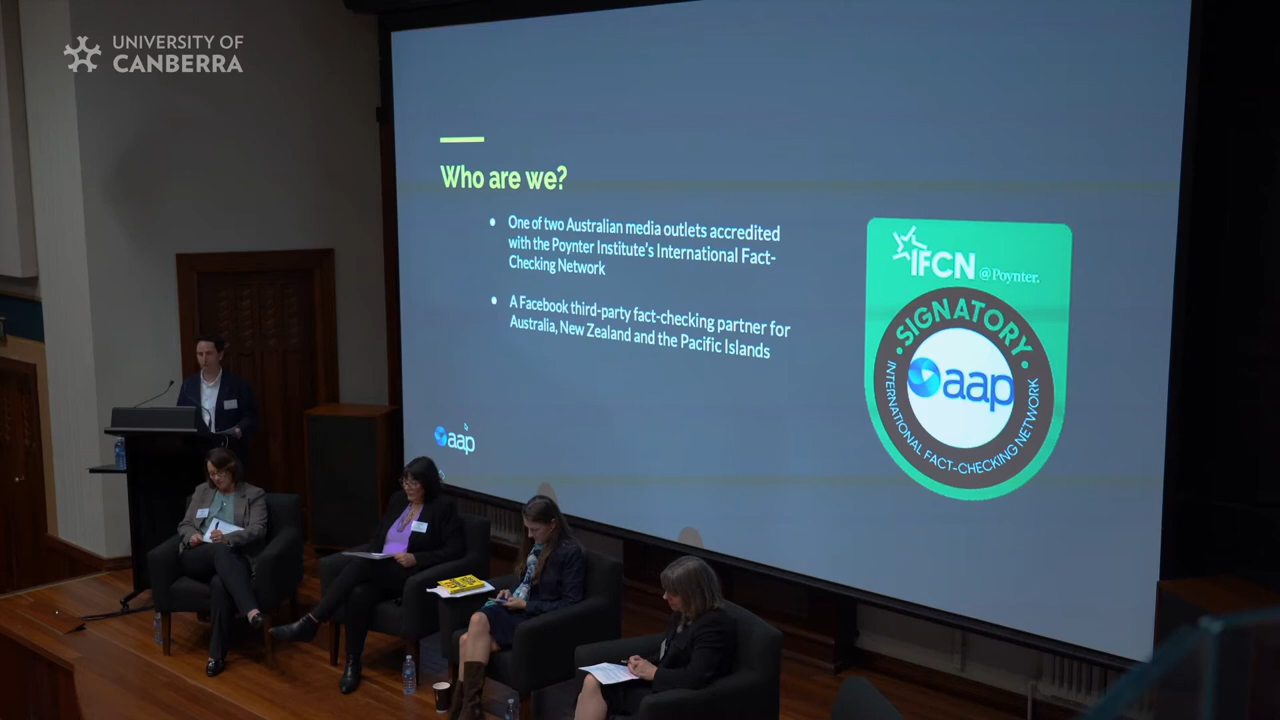 UNIVERSITY OF
CANBERRA
Who are we?
• One of two Australian media outlets accredited
with the Poynter Institute's International Fact-
Checking Network
• A Facebook third-party fact-checking partner for
Australia, New Zealand and the Pacific Islands
aap
IFCN @Poynter.
• SIGNATORY •
aap
INTERNATIONAL FACT-CHECKING NETWORK